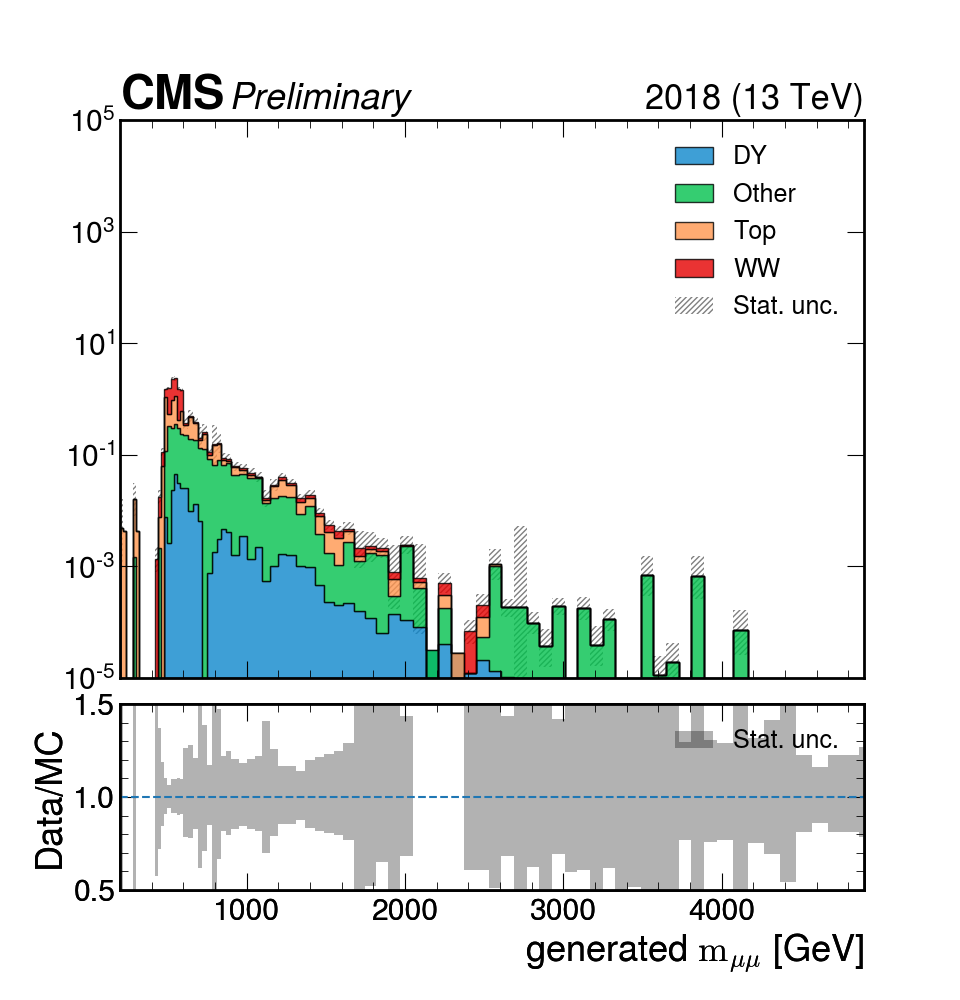 CMS Preliminary 2018 (13 TeV)
10^5
10^3
10^1
10^-1
10^-3
10^-5
DY
Other
Top
WW
Stat. unc.
1.5
1.0
0.5
Data/MC
Stat. unc.
1000 2000 3000 4000
generated m_μμ [GeV]